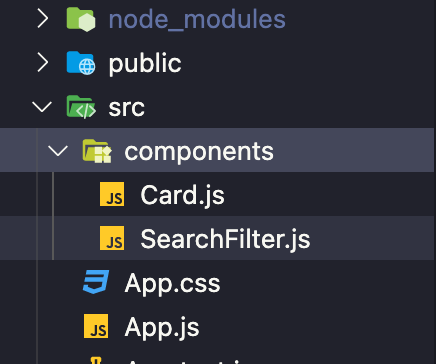 node_modules
public
src
components
JS Card.js
JS SearchFilter.js
App.css
JS App.js